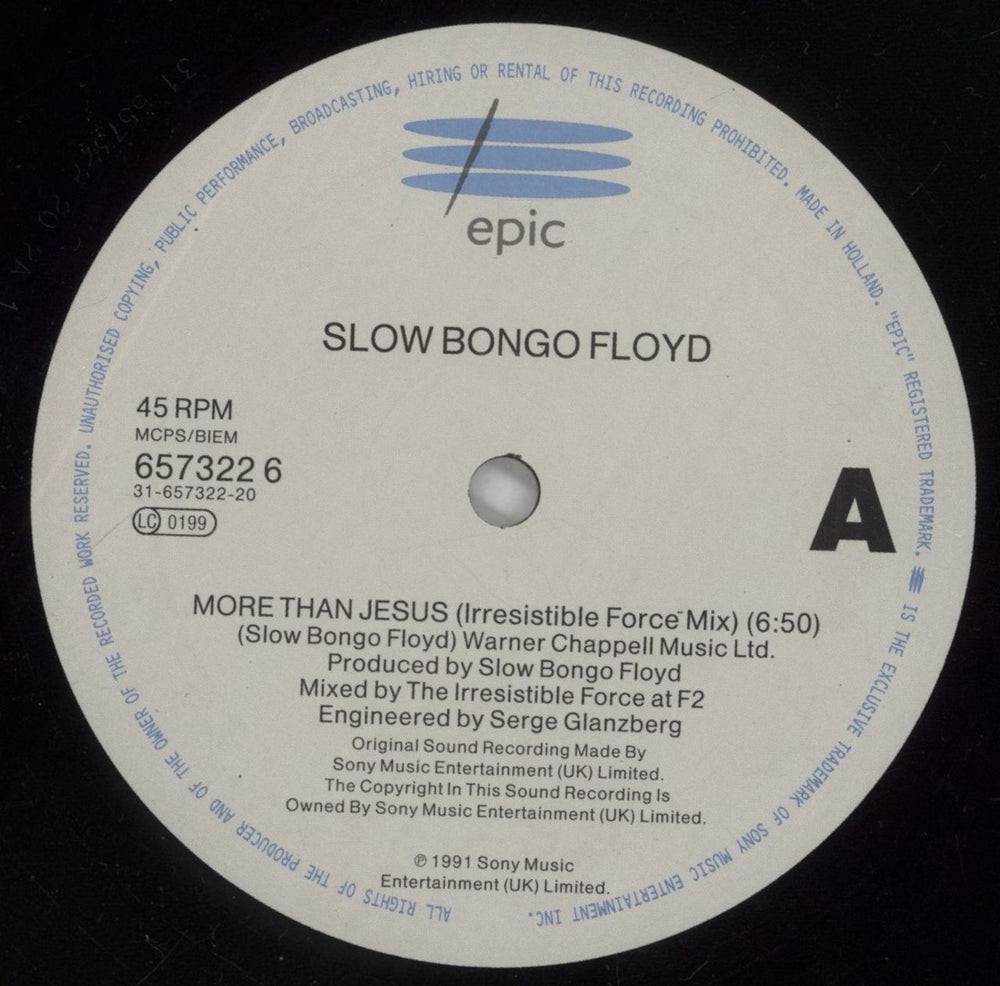 ALL RIGHTS OF THE PRODUCER AND OF THE OWNER OF THE RECORDED WORK RESERVED. UNAUTHORISED COPYING, PUBLIC PERFORMANCE, BROADCASTING, HIRING OR RENTAL OF THIS RECORDING PROHIBITED. MADE IN HOLLAND. "EPIC" REGISTERED TRADEMARK. IS THE EXCLUSIVE TRADEMARK OF SONY MUSIC ENTERTAINMENT INC.
epic
SLOW BONGO FLOYD
45 RPM
MCPS/BIEM
657322 6
31-657322-20
LC 0199
A
MORE THAN JESUS (Irresistible Force Mix) (6:50)
(Slow Bongo Floyd) Warner Chappell Music Ltd.
Produced by Slow Bongo Floyd
Mixed by The Irresistible Force at F2
Engineered by Serge Glanzberg
Original Sound Recording Made By
Sony Music Entertainment (UK) Limited.
The Copyright In This Sound Recording Is
Owned By Sony Music Entertainment (UK) Limited.
℗ 1991 Sony Music
Entertainment (UK) Limited.